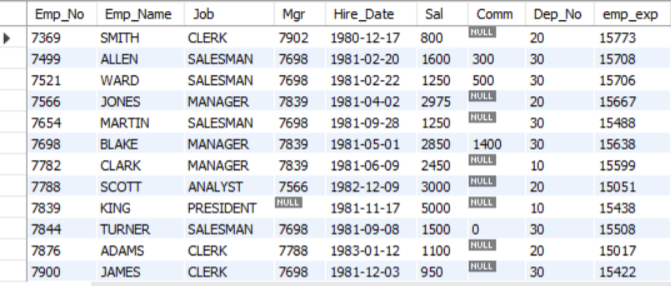 Emp_No Emp_Name Job Mgr Hire_Date Sal Comm Dep_No emp_exp
7369 SMITH CLERK 7902 1980-12-17 800 NULL 20 15773
7499 ALLEN SALESMAN 7698 1981-02-20 1600 300 30 15708
7521 WARD SALESMAN 7698 1981-02-22 1250 500 30 15706
7566 JONES MANAGER 7839 1981-04-02 2975 NULL 20 15667
7654 MARTIN SALESMAN 7698 1981-09-28 1250 NULL 30 15488
7698 BLAKE MANAGER 7839 1981-05-01 2850 1400 30 15638
7782 CLARK MANAGER 7839 1981-06-09 2450 NULL 10 15599
7788 SCOTT ANALYST 7566 1982-12-09 3000 NULL 20 15051
7839 KING PRESIDENT NULL 1981-11-17 5000 NULL 10 15438
7844 TURNER SALESMAN 7698 1981-09-08 1500 0 30 15508
7876 ADAMS CLERK 7788 1983-01-12 1100 NULL 20 15017
7900 JAMES CLERK 7698 1981-12-03 950 NULL 30 15422